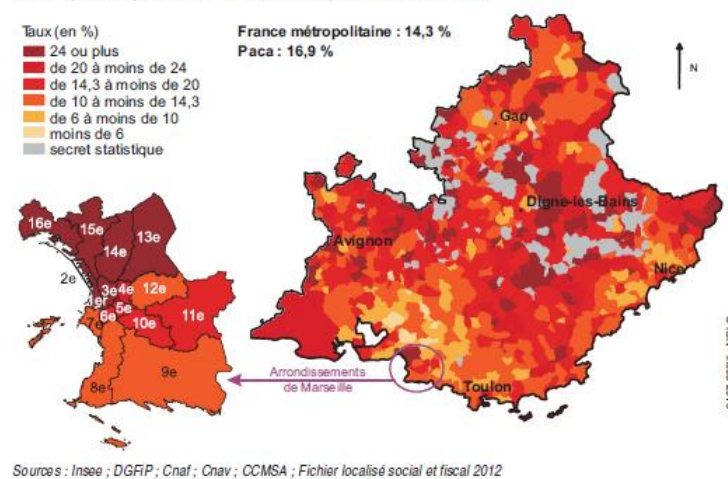 Taux (en %)
24 ou plus
de 20 à moins de 24
de 14,3 à moins de 20
de 10 à moins de 14,3
de 6 à moins de 10
moins de 6
secret statistique
France métropolitaine : 14,3 %
Paca : 16,9 %
N
Gap
Digne-les-Bains
Avignon
Nice
Toulon
16e
15e
14e
13e
2e
3e
4e
12e
1er
5e
6e
10e
11e
8e
9e
Arrondissements
de Marseille
Sources : Insee ; DGFiP ; Cnaf ; Cnav ; CCMSA ; Fichier localisé social et fiscal 2012